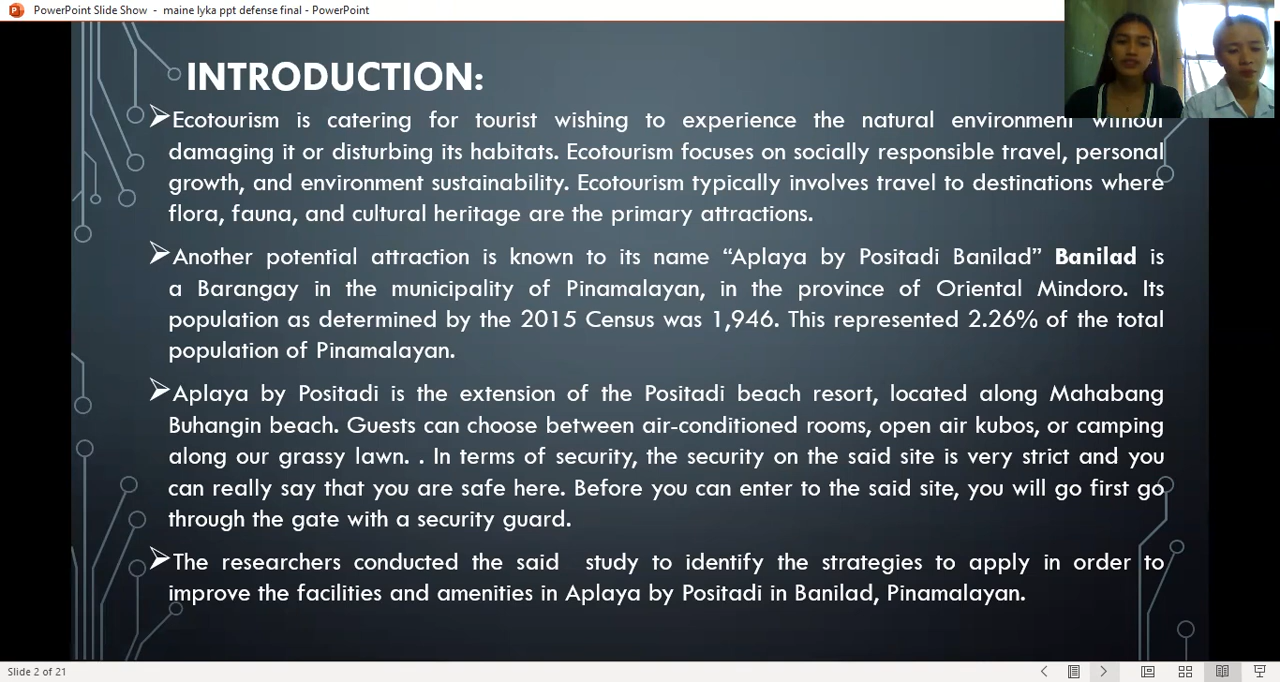 PowerPoint Slide Show - maine lyka ppt defense final - PowerPoint
INTRODUCTION:
Ecotourism is catering for tourist wishing to experience the natural environment without
damaging it or disturbing its habitats. Ecotourism focuses on socially responsible travel, personal
growth, and environment sustainability. Ecotourism typically involves travel to destinations where
flora, fauna, and cultural heritage are the primary attractions.
Another potential attraction is known to its name “Aplaya by Positadi Banilad” Banilad is
a Barangay in the municipality of Pinamalayan, in the province of Oriental Mindoro. Its
population as determined by the 2015 Census was 1,946. This represented 2.26% of the total
population of Pinamalayan.
Aplaya by Positadi is the extension of the Positadi beach resort, located along Mahabang
Buhangin beach. Guests can choose between air-conditioned rooms, open air kubos, or camping
along our grassy lawn. . In terms of security, the security on the said site is very strict and you
can really say that you are safe here. Before you can enter to the said site, you will go first go
through the gate with a security guard.
The researchers conducted the said study to identify the strategies to apply in order to
improve the facilities and amenities in Aplaya by Positadi in Banilad, Pinamalayan.
Slide 2 of 21